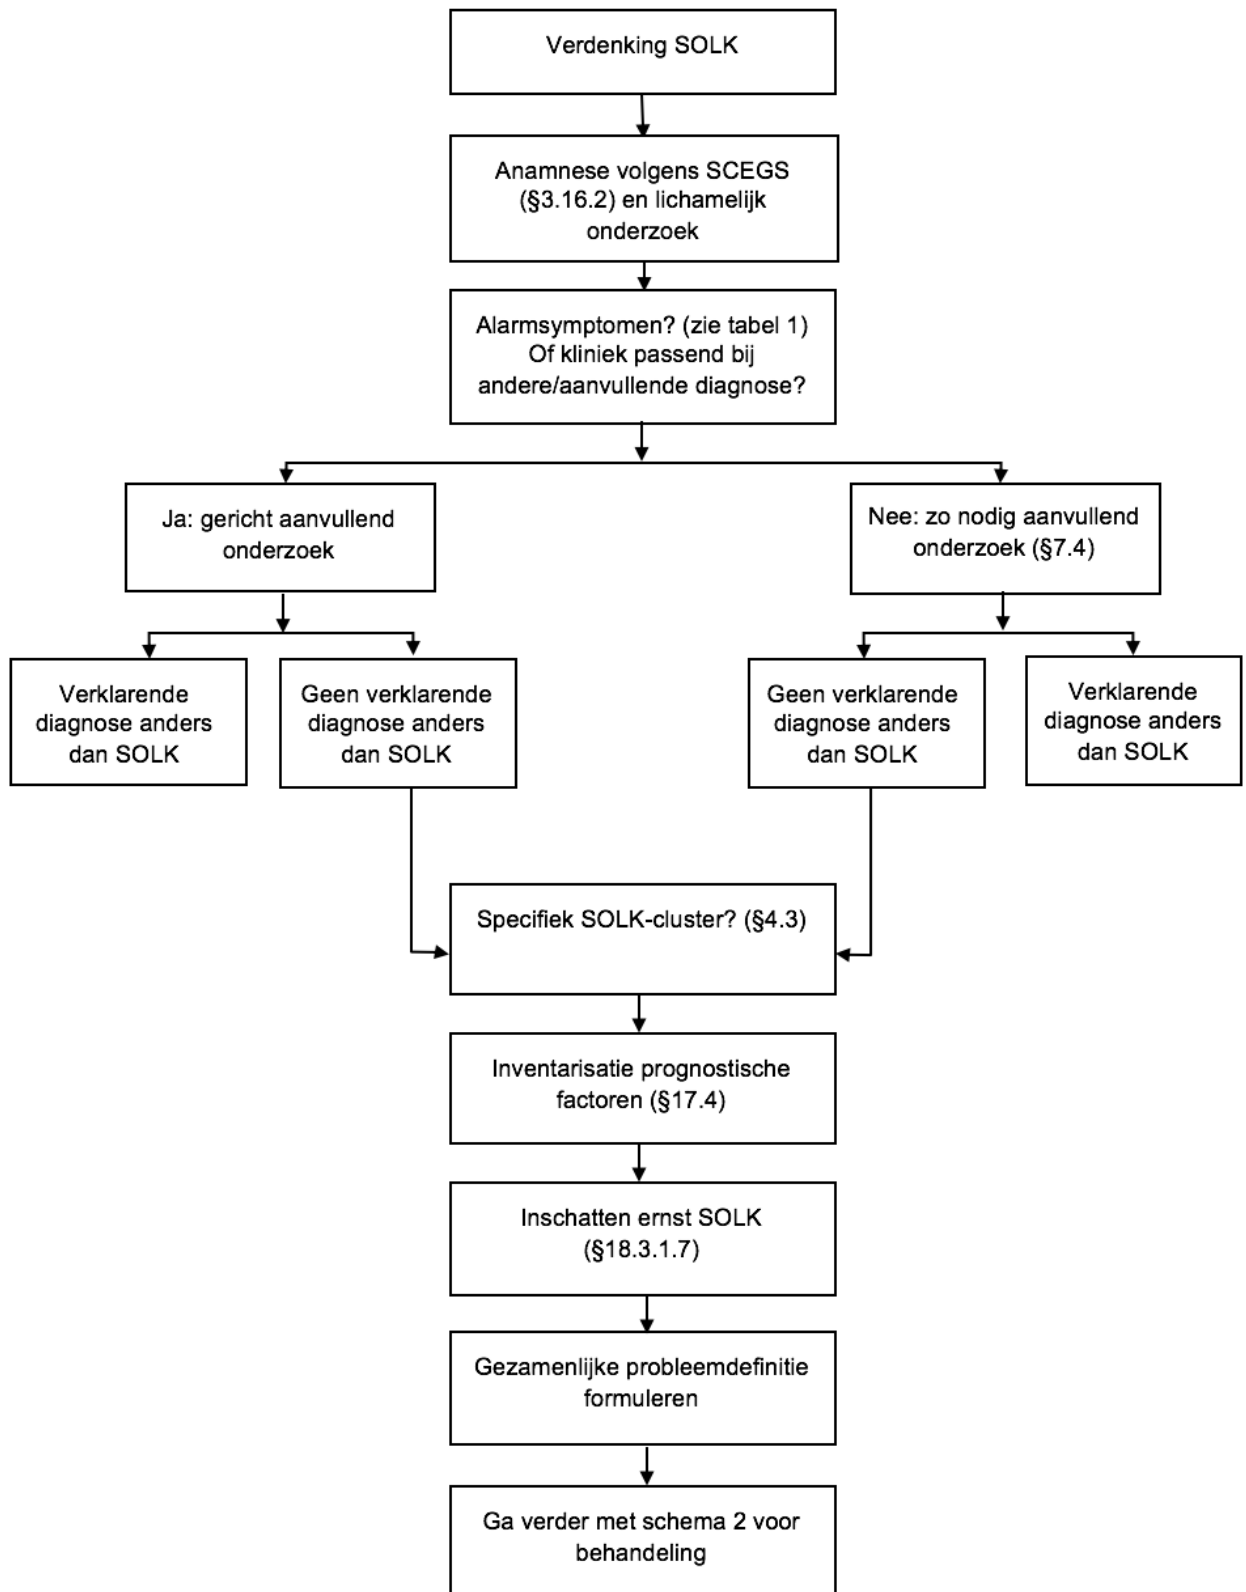 Verdenking SOLK
Anamnese volgens SCEGS
(§3.16.2) en lichamelijk
onderzoek
Alarmsymptomen? (zie tabel 1)
Of kliniek passend bij
andere/aanvullende diagnose?
Ja: gericht aanvullend
onderzoek
Nee: zo nodig aanvullend
onderzoek (§7.4)
Verklarende
diagnose anders
dan SOLK
Geen verklarende
diagnose anders
dan SOLK
Geen verklarende
diagnose anders
dan SOLK
Verklarende
diagnose anders
dan SOLK
Specifiek SOLK-cluster? (§4.3)
Inventarisatie prognostische
factoren (§17.4)
Inschatten ernst SOLK
(§18.3.1.7)
Gezamenlijke probleemdefinitie
formuleren
Ga verder met schema 2 voor
behandeling